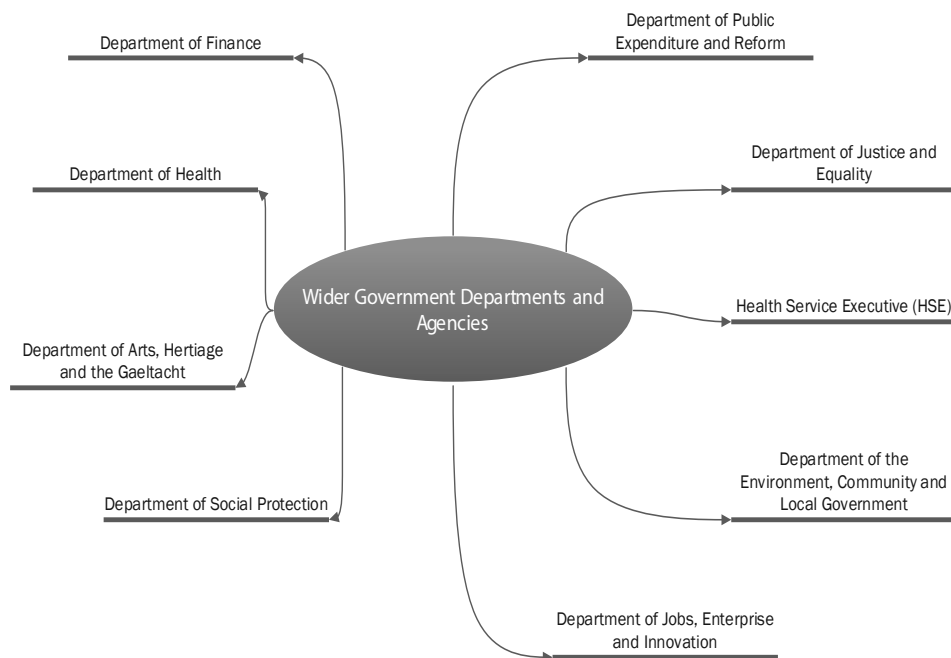 Department of Finance
Department of Public
Expenditure and Reform
Department of Health
Department of Justice and
Equality
Wider Government Departments and
Agencies
Health Service Executive (HSE)
Department of Arts, Hertiage
and the Gaeltacht
Department of Social Protection
Department of the
Environment, Community and
Local Government
Department of Jobs, Enterprise
and Innovation